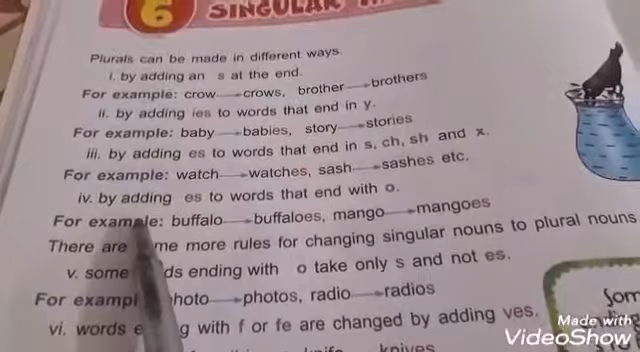 6 SINGULAR
Plurals can be made in different ways.
i. by adding an s at the end.
For example: crow→crows, brother→brothers
ii. by adding ies to words that end in y.
For example: baby→babies, story→stories
iii. by adding es to words that end in s, ch, sh and x.
For example: watch→watches, sash→sashes etc.
iv. by adding es to words that end with o.
For example: buffalo→buffaloes, mango→mangoes
There are me more rules for changing singular nouns to plural nouns
v. some ds ending with o take only s and not es.
For exampl hoto→photos, radio→radios
vi. words e g with f or fe are changed by adding ves.
knife knives
Som
Made with
VideoShow